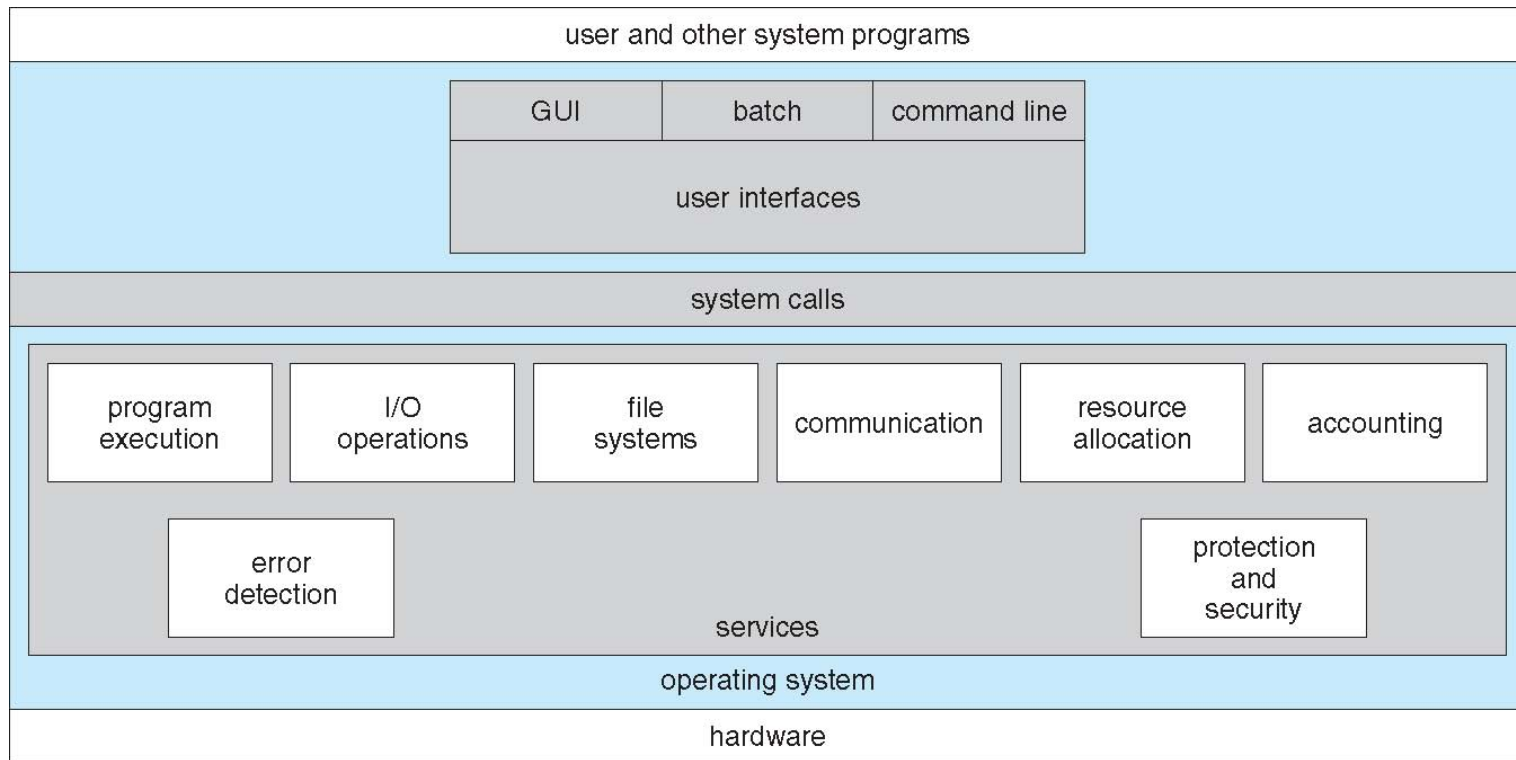 user and other system programs
GUI
batch
command line
user interfaces
system calls
program
execution
I/O
operations
file
systems
communication
resource
allocation
accounting
error
detection
protection
and
security
services
operating system
hardware